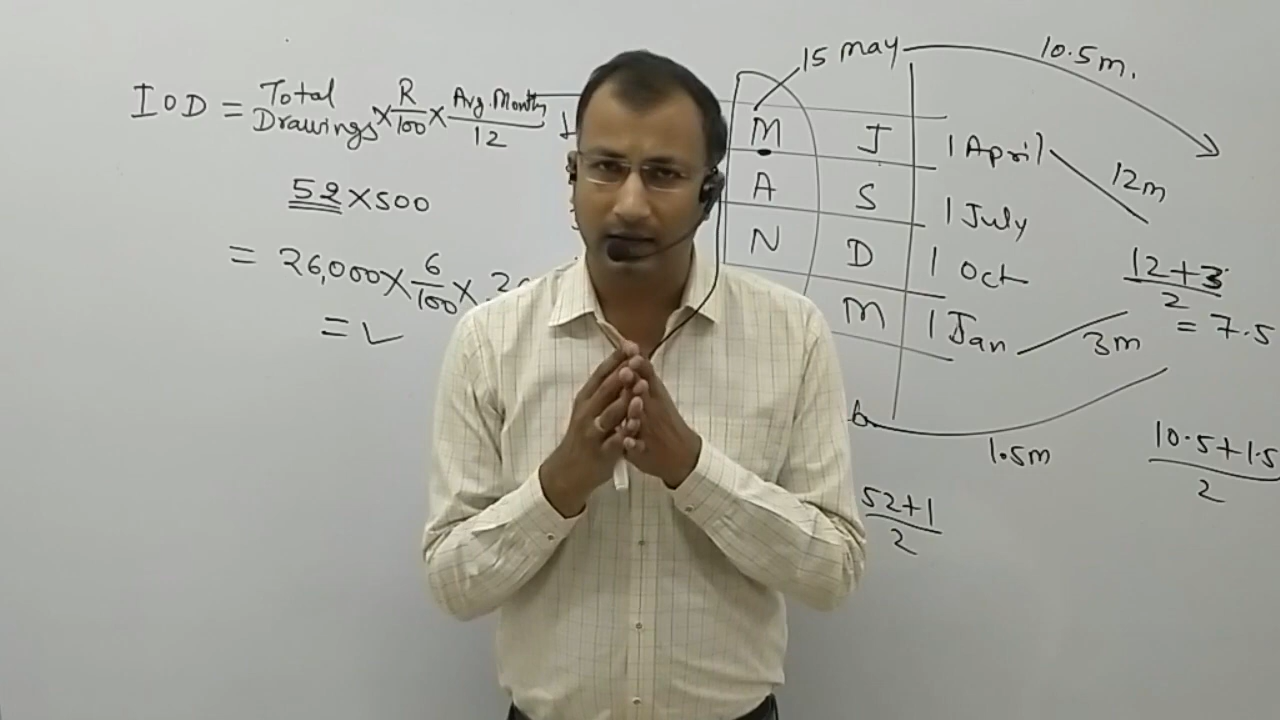 IOD = Total Drawings × R/100 × Avg. Months/12
52 × 500
= 26,000 × 6/100 ×
= ✓
15 May
10.5m.
M J 1 April
12m
A S 1 July
N D 1 Oct
M 1 Jan
3m
12+3/2
= 7.5
1.5m
10.5+1.5/2
52+1/2